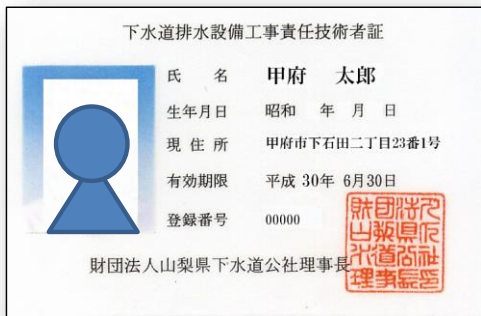 下水道排水設備工事責任技術者証
氏 名 甲府 太郎
生年月日 昭和 年 月 日
現住所 甲府市下石田二丁目23番1号
有効期限 平成 30年 6月30日
登録番号 00000
財団法人山梨県下水道公社理事長